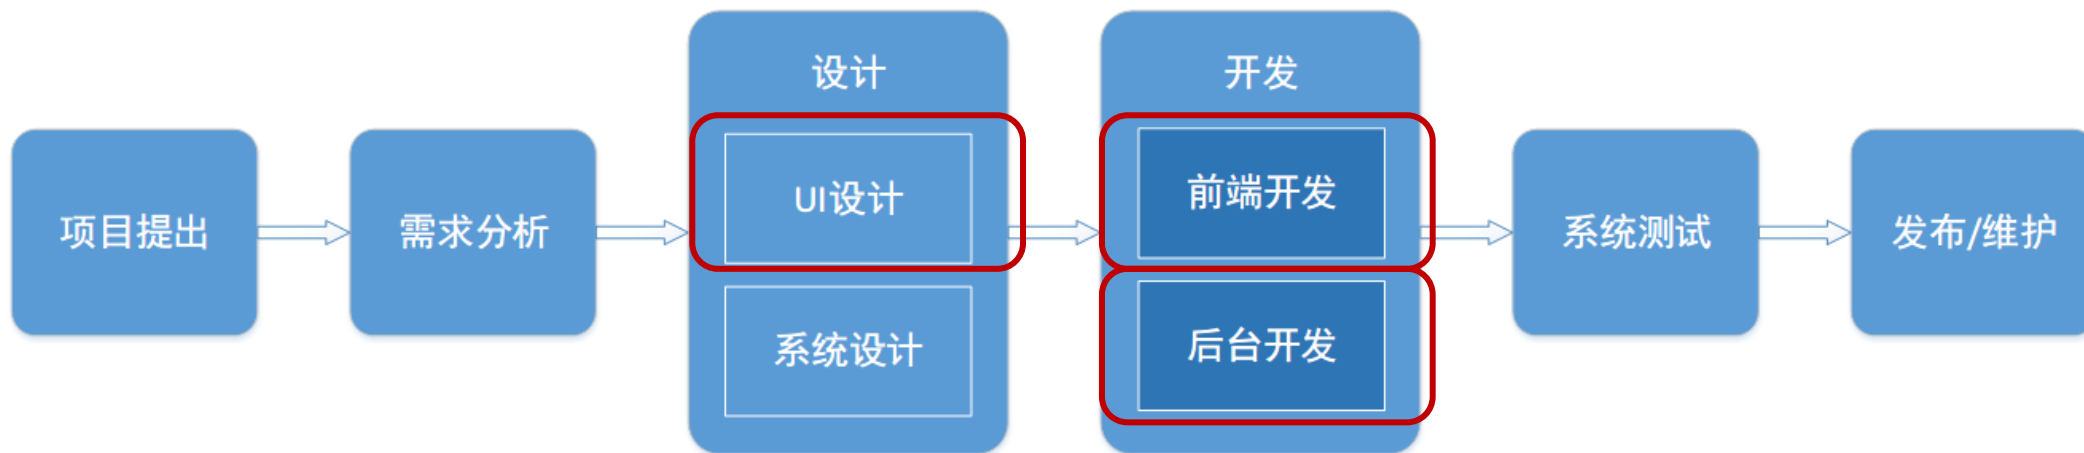 项目提出
需求分析
设计
UI设计
系统设计
开发
前端开发
后台开发
系统测试
发布/维护